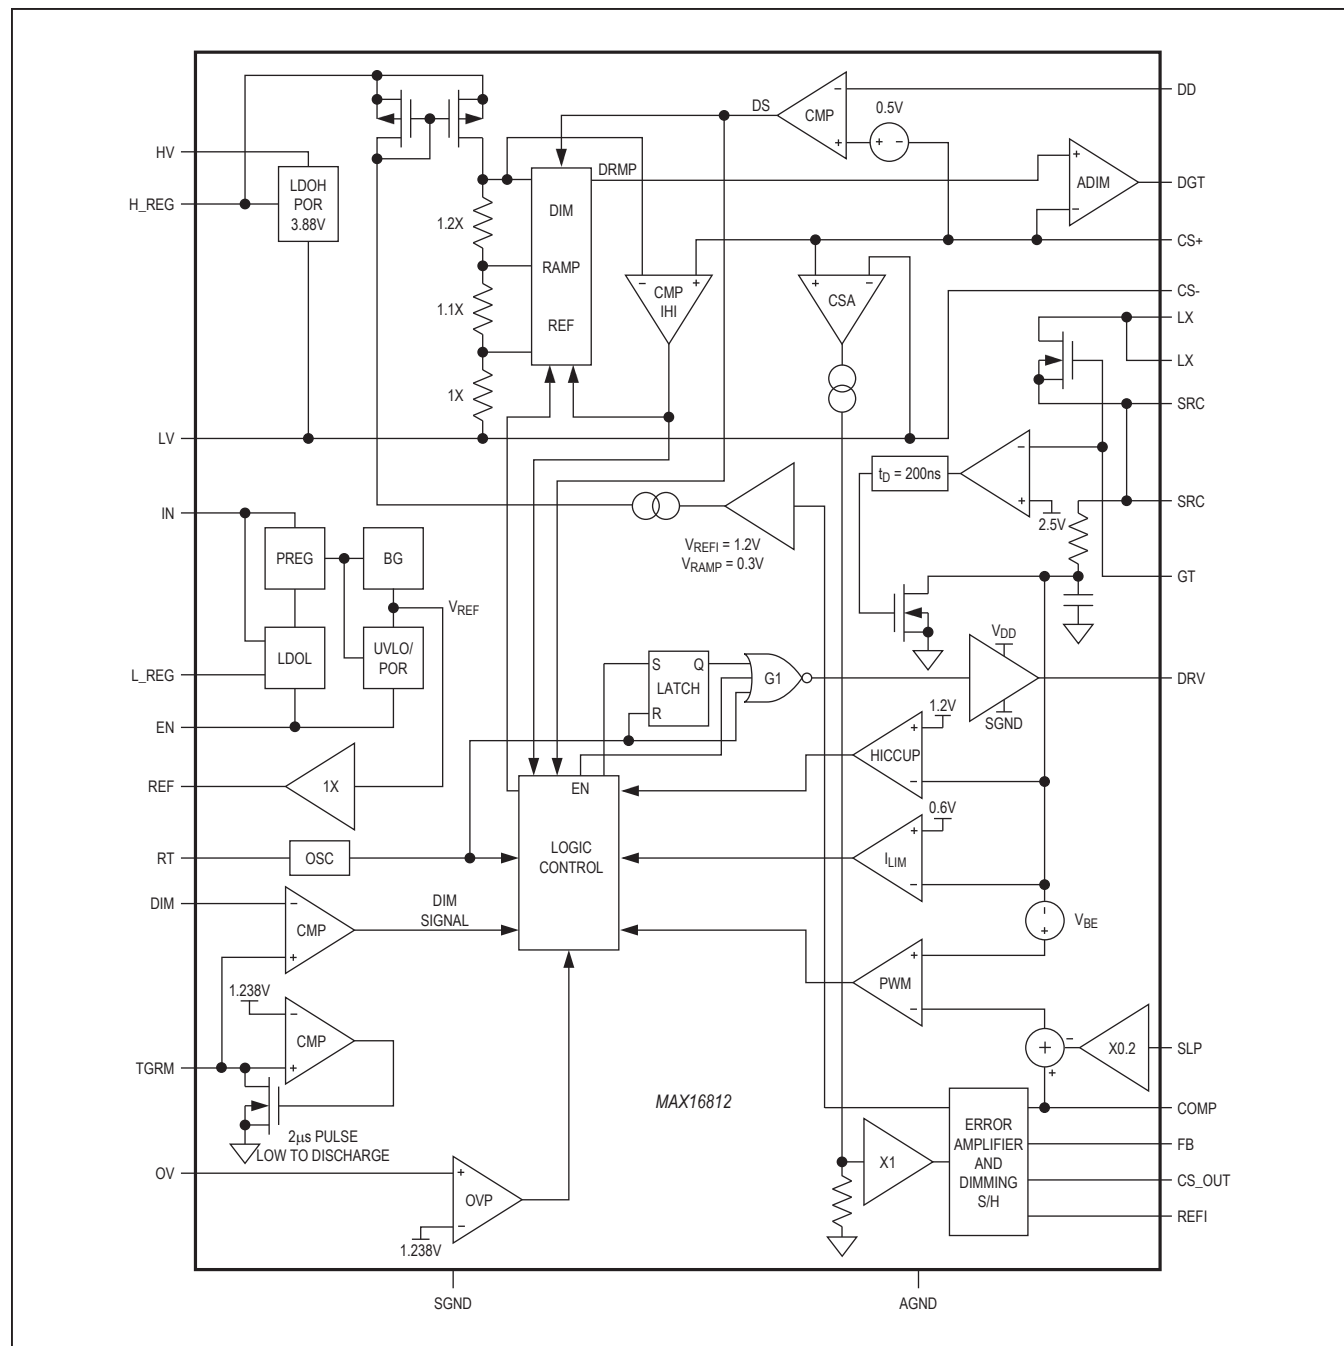 DD
DS
CMP
-
+
0.5V
+ -
HV
LDOH
POR
3.88V
H_REG
DRMP
DIM
RAMP
REF
1.2X
1.1X
1X
+
-
ADIM
DGT
CS+
- +
CMP
IHI
+ -
CSA
CS-
LX
LX
SRC
LV
tD = 200ns
-
+
2.5V
SRC
IN
PREG
BG
VREFI = 1.2V
VRAMP = 0.3V
GT
VREF
LDOL
UVLO/
POR
L_REG
S Q
LATCH
R
G1
VDD
SGND
DRV
EN
1.2V
+
HICCUP
-
REF
1X
EN
LOGIC
CONTROL
0.6V
+
ILIM
-
RT
OSC
DIM
-
CMP
+
DIM
SIGNAL
-
+
VBE
+
PWM
-
1.238V
-
CMP
+
TGRM
+
-
+
X0.2
SLP
2μs PULSE
LOW TO DISCHARGE
MAX16812
COMP
ERROR
AMPLIFIER
AND
DIMMING
S/H
FB
CS_OUT
REFI
X1
OV
+
OVP
-
1.238V
SGND
AGND